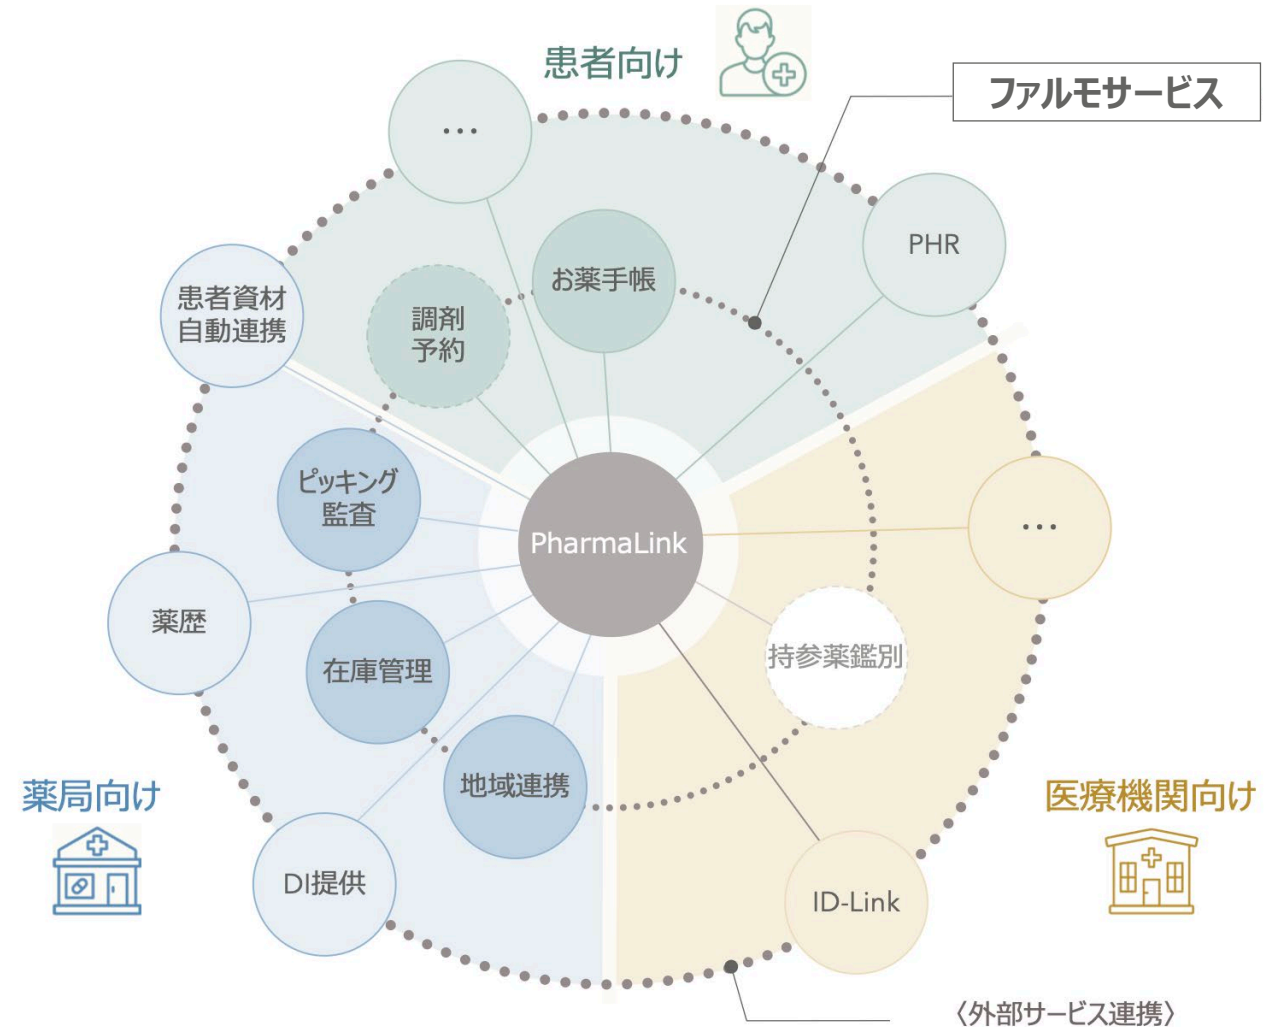 患者向け
ファルモサービス
…
PHR
お薬手帳
調剤
予約
患者資材
自動連携
ピッキング
監査
PharmaLink
…
薬歴
在庫管理
持参薬鑑別
地域連携
薬局向け
医療機関向け
DI提供
ID-Link
〈外部サービス連携〉